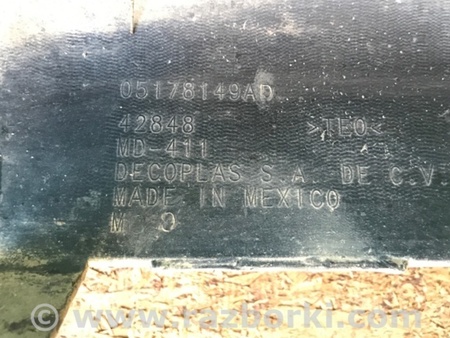 05178149AD
42848 >TEO<
MD-411
DECOPLAS S.A. DE C.V.
MADE IN MEXICO
M O
© www.razborki.com